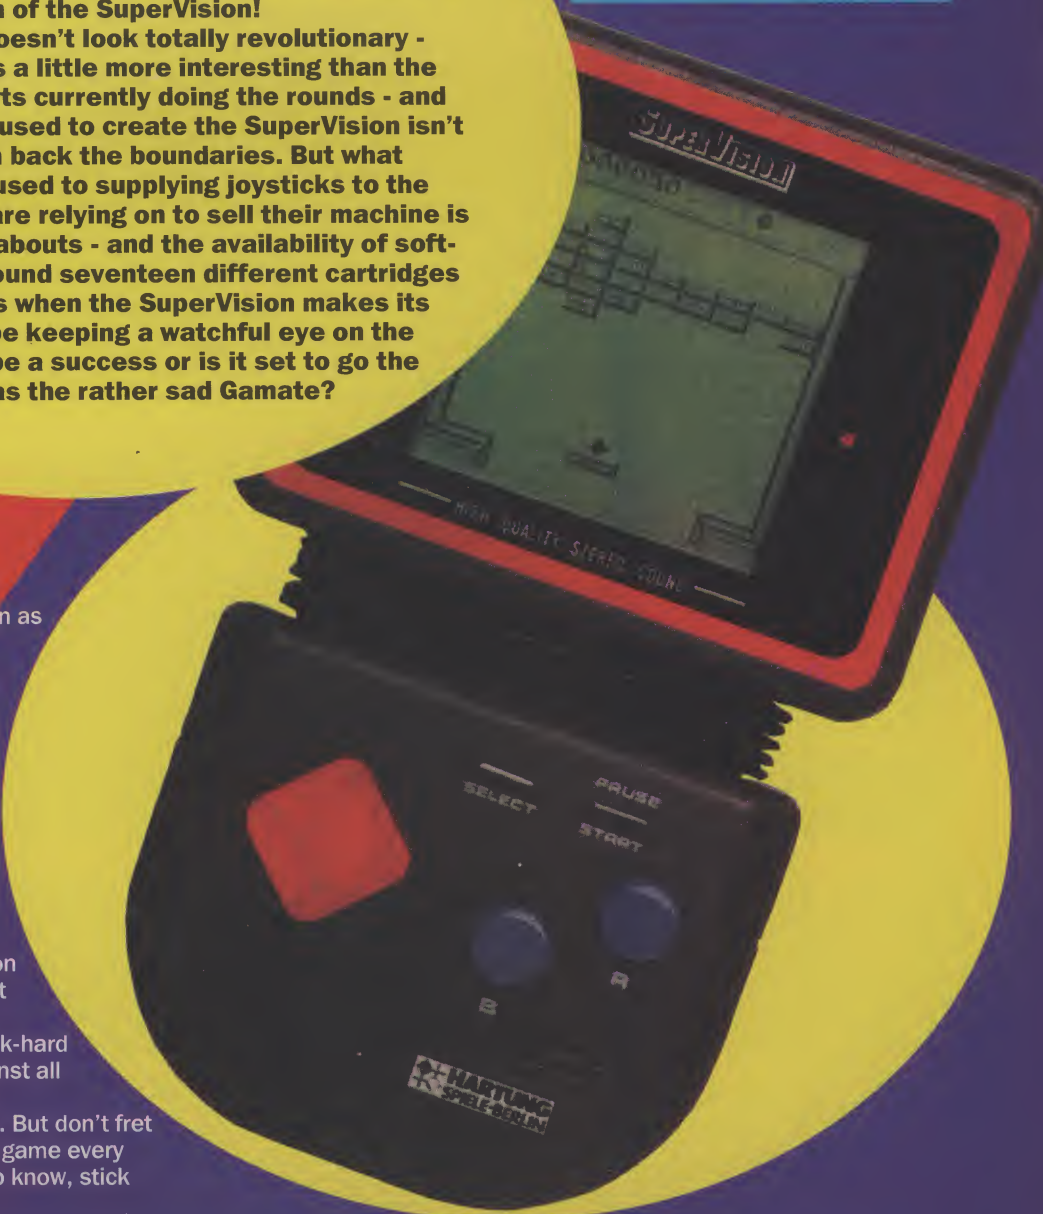 n of the SuperVision!
oesn't look totally revolutionary -
s a little more interesting than the
rts currently doing the rounds - and
used to create the SuperVision isn't
n back the boundaries. But what
used to supplying joysticks to the
are relying on to sell their machine is
abouts - and the availability of soft-
ound seventeen different cartridges
s when the SuperVision makes its
be keeping a watchful eye on the
be a success or is it set to go the
as the rather sad Gamate?
SUPERVISION
HIGH QUALITY STEREO SOUND
n as
SELECT
PAUSE
START
B
A
HARTUNG
SPIELE-BERLIN
on
t
k-hard
nst all
. But don't fret
game every
o know, stick